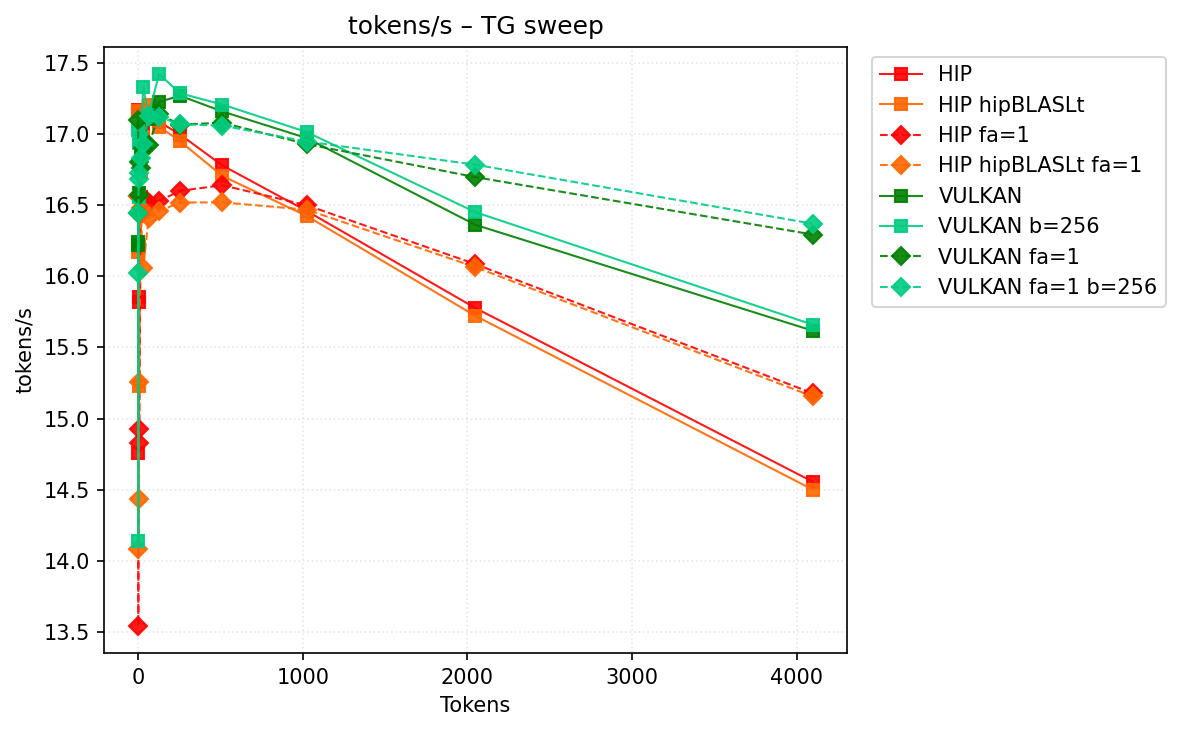 tokens/s – TG sweep
17.5
17.0
16.5
16.0
15.5
15.0
14.5
14.0
13.5
tokens/s
0
1000
2000
3000
4000
Tokens
HIP
HIP hipBLASLt
HIP fa=1
HIP hipBLASLt fa=1
VULKAN
VULKAN b=256
VULKAN fa=1
VULKAN fa=1 b=256